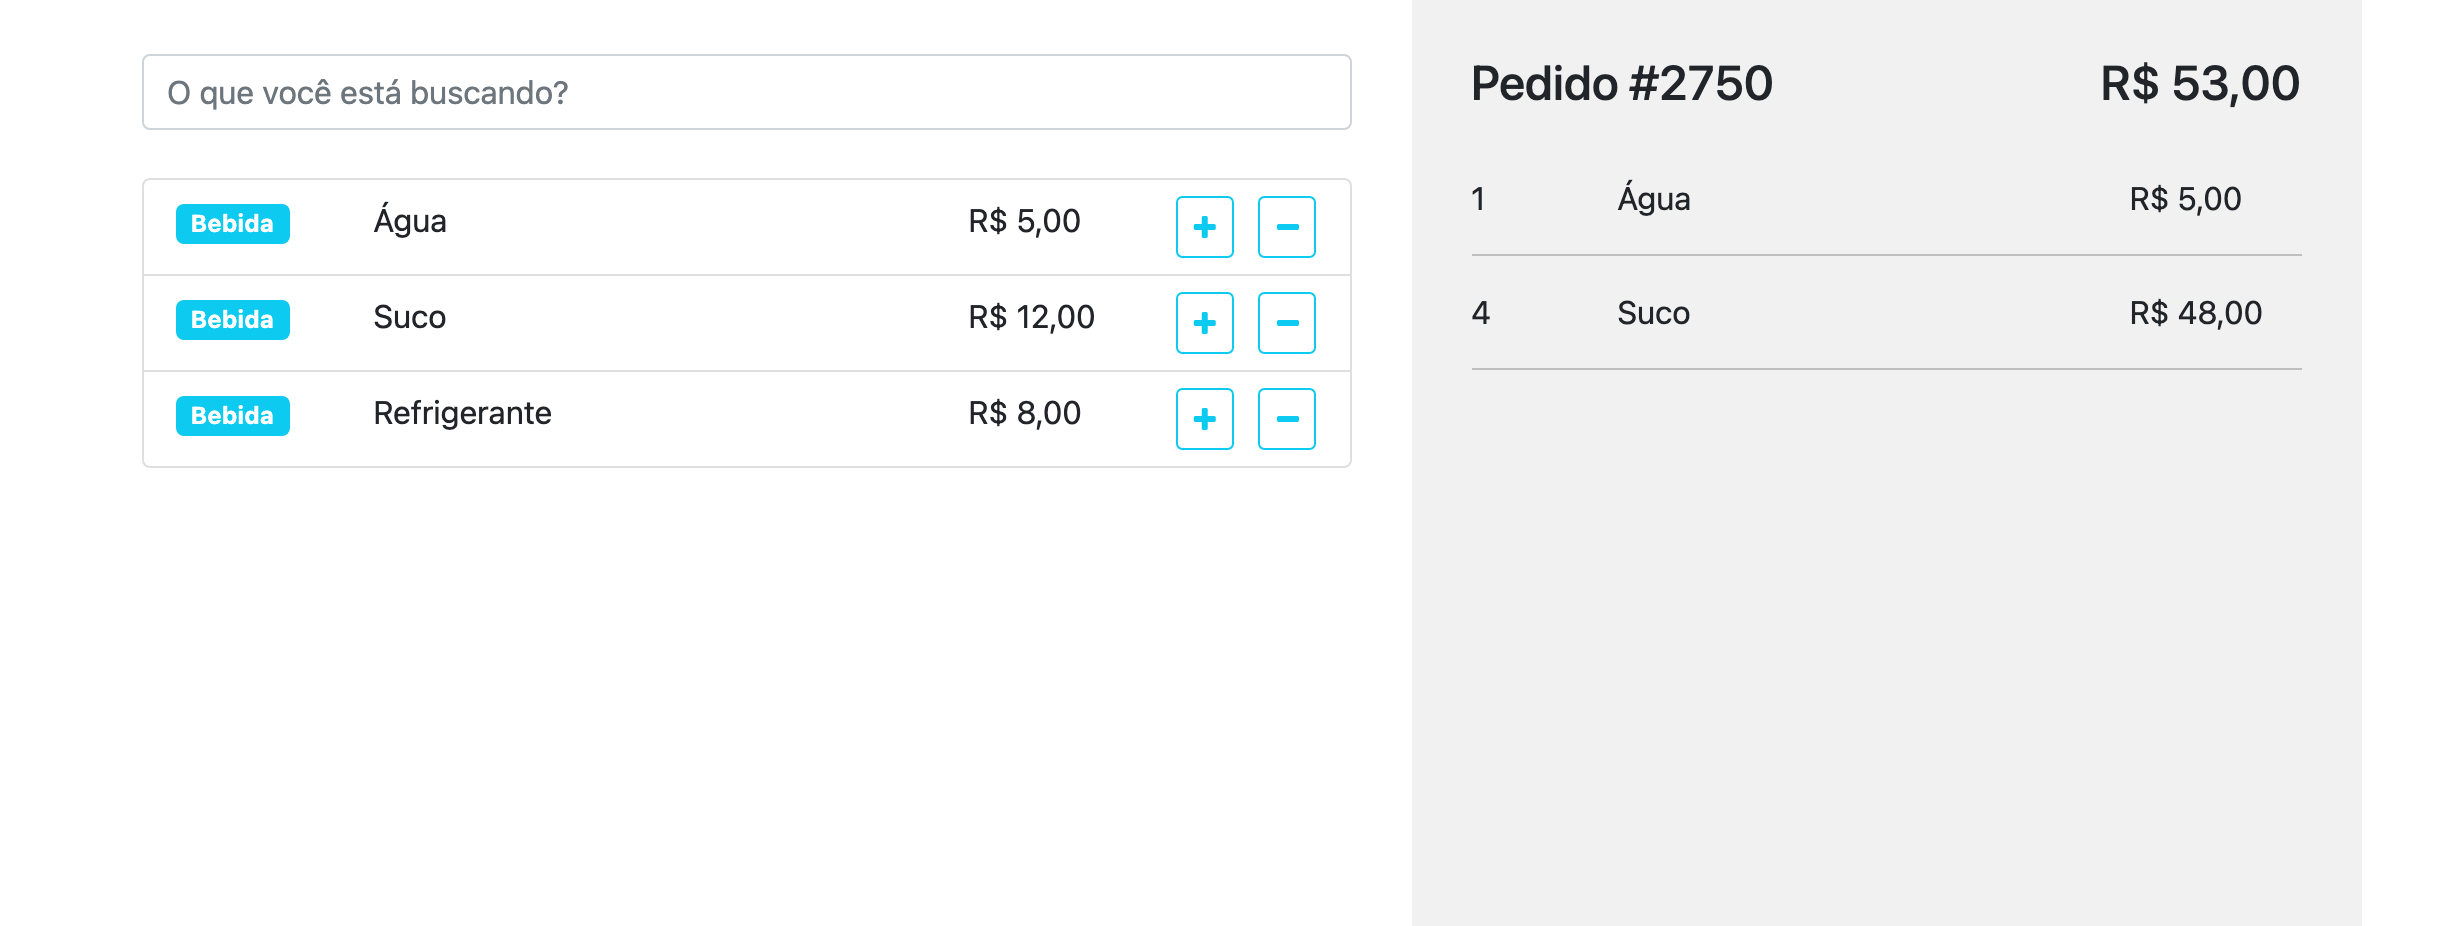 O que você está buscando?
Bebida Água R$ 5,00
Bebida Suco R$ 12,00
Bebida Refrigerante R$ 8,00
Pedido #2750 R$ 53,00
1 Água R$ 5,00
4 Suco R$ 48,00